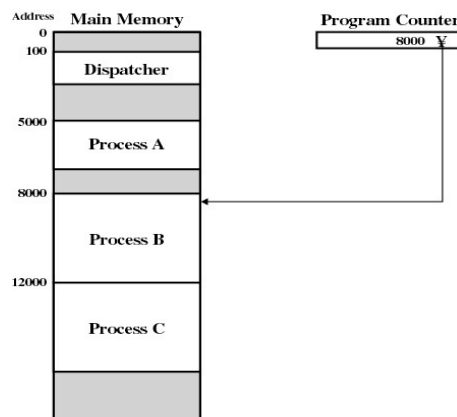 Address
Main Memory
Program Counter
0
100
8000 ¥
Dispatcher
5000
Process A
8000
Process B
12000
Process C